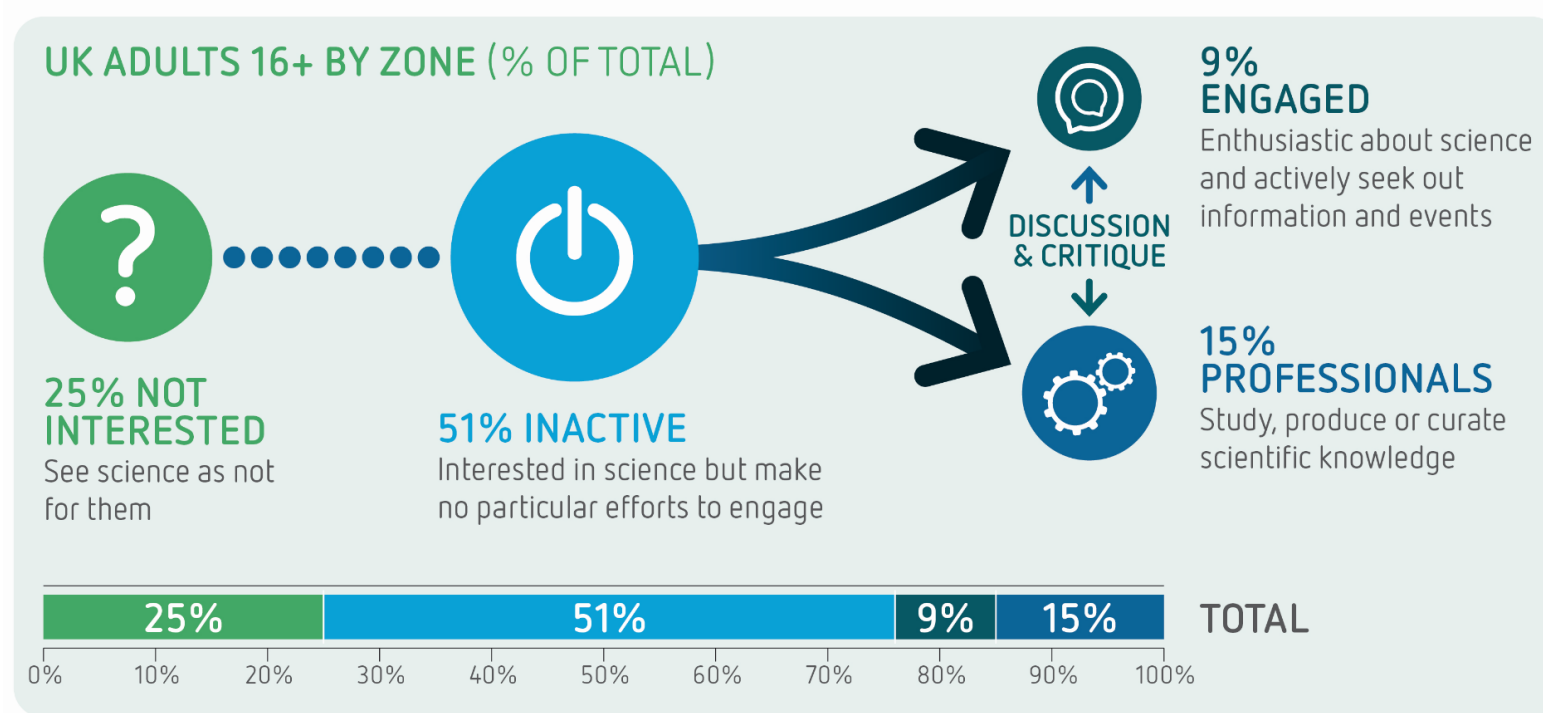 UK ADULTS 16+ BY ZONE (% OF TOTAL)
25% NOT
INTERESTED
See science as not
for them
51% INACTIVE
Interested in science but make
no particular efforts to engage
9%
ENGAGED
Enthusiastic about science
and actively seek out
information and events
DISCUSSION
& CRITIQUE
15%
PROFESSIONALS
Study, produce or curate
scientific knowledge
25% 51% 9% 15% TOTAL
0% 10% 20% 30% 40% 50% 60% 70% 80% 90% 100%